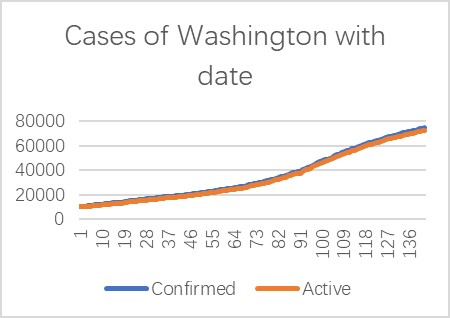 Cases of Washington with
date
80000
60000
40000
20000
0
1 10 19 28 37 46 55 64 73 82 91 100 109 118 127 136
Confirmed Active